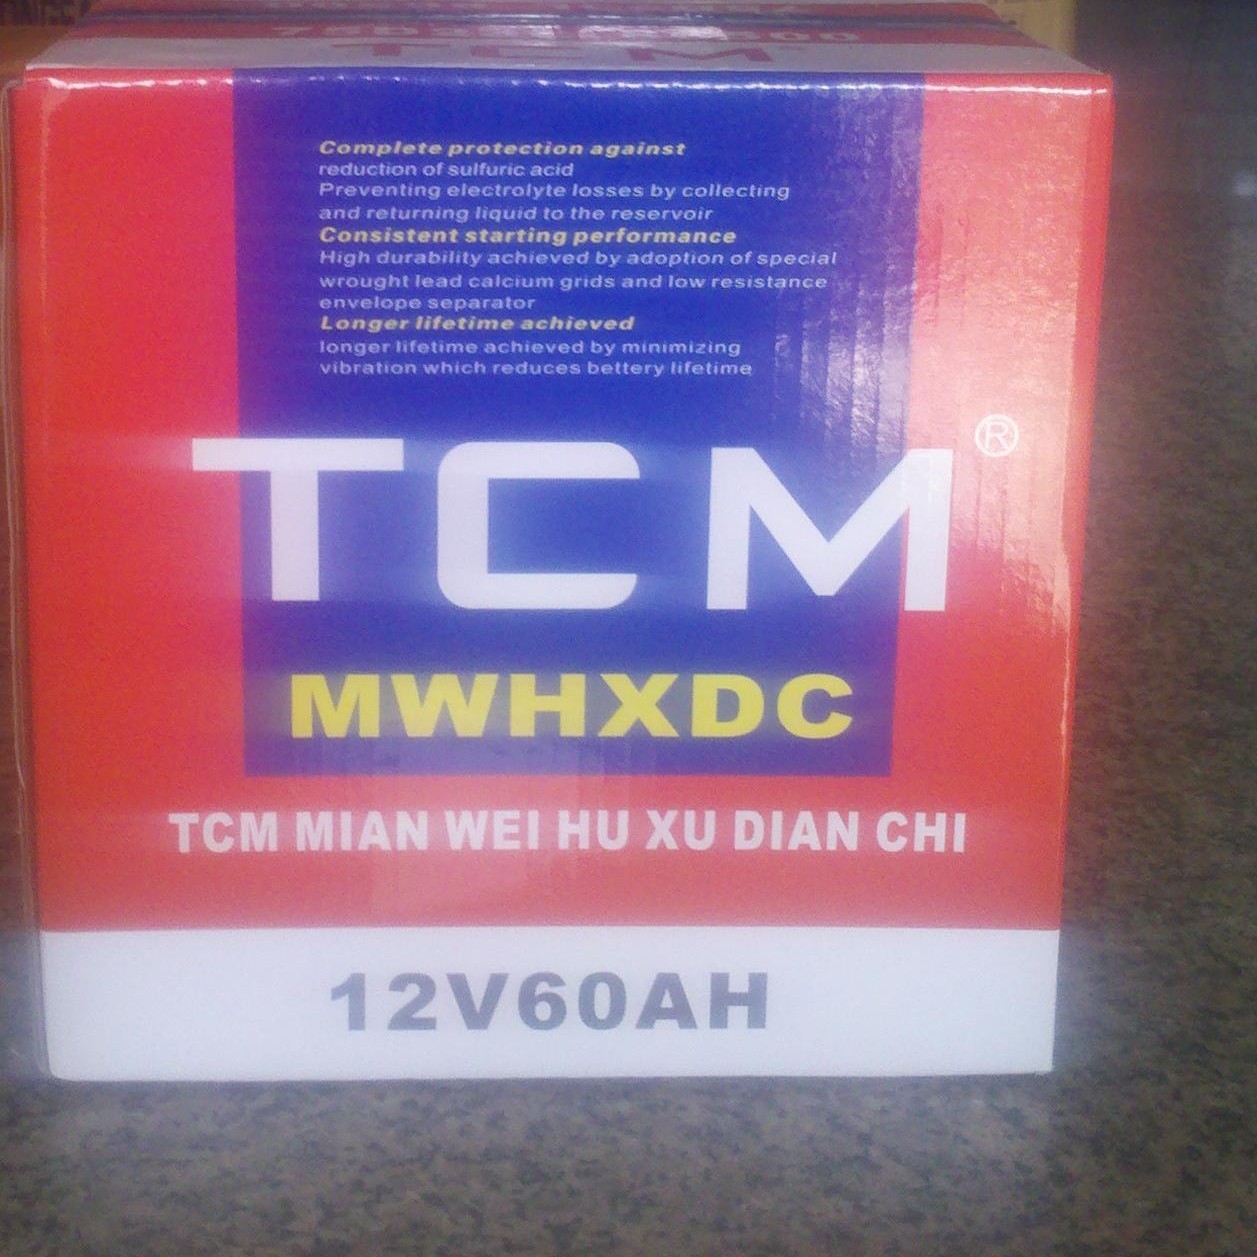 TCM
Complete protection against
reduction of sulfuric acid
Preventing electrolyte losses by collecting
and returning liquid to the reservoir
Consistent starting performance
High durability achieved by adoption of special
wrought lead calcium grids and low resistance
envelope separator
Longer lifetime achieved
longer lifetime achieved by minimizing
vibration which reduces bettery lifetime
TCM®
MWHXDC
TCM MIAN WEI HU XU DIAN CHI
12V60AH